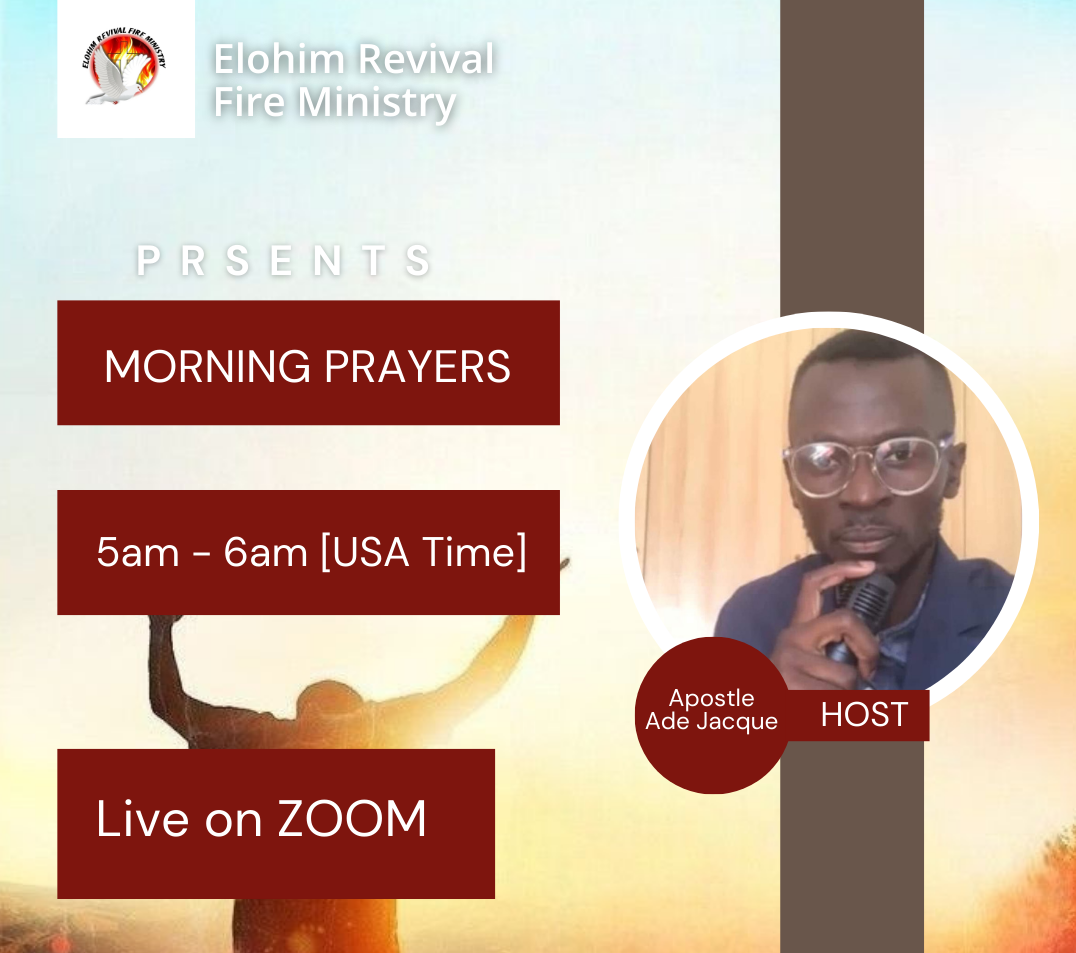 ELOHIM REVIVAL FIRE MINISTRY
Elohim Revival
Fire Ministry
PRSENTS
MORNING PRAYERS
5am - 6am [USA Time]
Apostle
Ade Jacque
HOST
Live on ZOOM